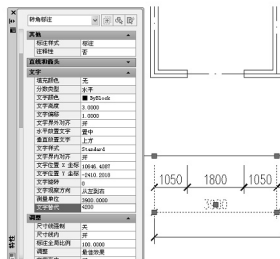 转角标注
其他
标注样式 标注
注释性 否
直线和箭头
文字
填充颜色 无
分数类型 水平
文字颜色 ByBlock
文字高度 3.0000
文字偏移 1.0000
文字界外对齐 开
水平放置文字 置中
垂直放置文字 上方
文字样式 Standard
文字界内对齐 开
文字位置 X 坐标 10646.4087
文字位置 Y 坐标 -2410.2018
文字旋转 0
文字观察方向 从左到右
测量单位 3900.0000
文字替代 4200
调整
尺寸线强制 关
尺寸线内 开
标注全局比例 100.0000
调整 最佳效果
特性
1050 1800 1050